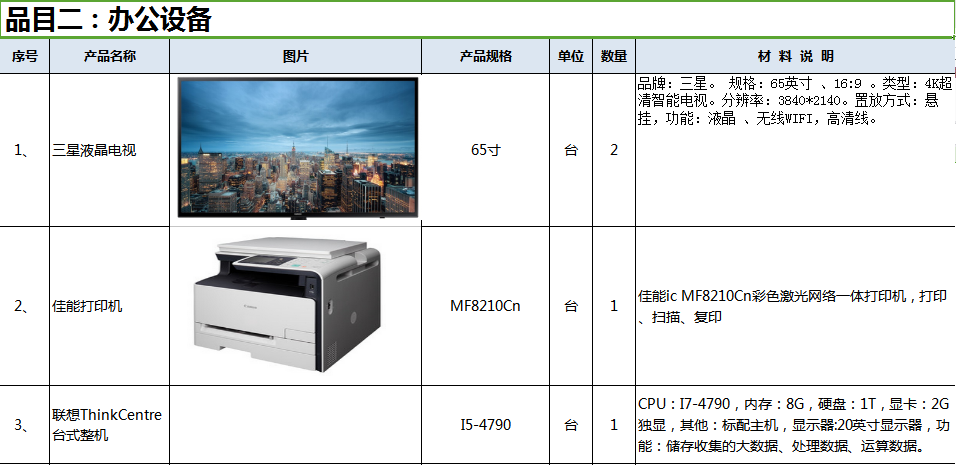 品目二：办公设备
序号 产品名称 图片 产品规格 单位 数量 材 料 说 明
1、 三星液晶电视 65寸 台 2
品牌：三星。 规格：65英寸 、16:9 。类型：4K超
清智能电视。分辨率：3840*2140。置放方式：悬
挂，功能：液晶 、无线WIFI，高清线。
2、 佳能打印机 MF8210Cn 台 1
佳能ic MF8210Cn彩色激光网络一体打印机，打印
、扫描、复印
3、 联想ThinkCentre
台式整机 I5-4790 台 1
CPU：I7-4790，内存：8G，硬盘：1T，显卡：2G
独显，其他：标配主机，显示器:20英寸显示器，功
能：储存收集的大数据、处理数据、运算数据。